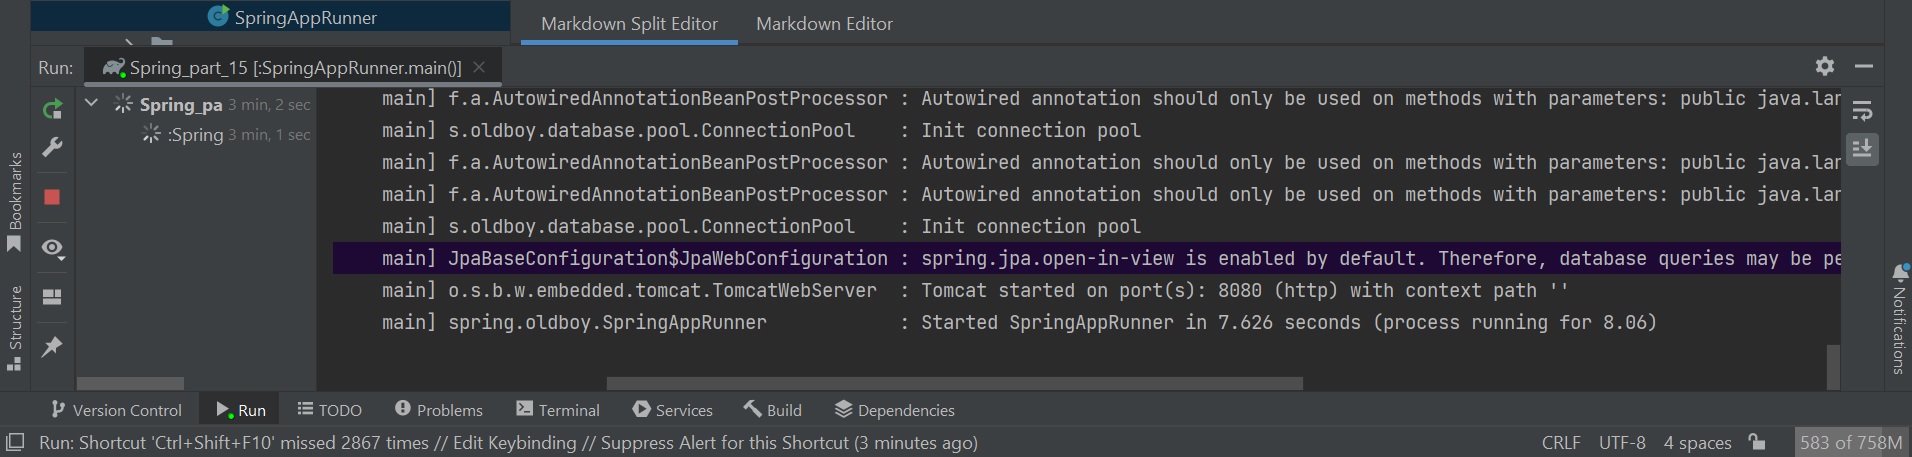 SpringAppRunner
Markdown Split Editor
Markdown Editor
Run: Spring_part_15 [:SpringAppRunner.main()]
Spring_pa 3 min, 2 sec
:Spring 3 min, 1 sec
main] f.a.AutowiredAnnotationBeanPostProcessor : Autowired annotation should only be used on methods with parameters: public java.lan
main] s.oldboy.database.pool.ConnectionPool : Init connection pool
main] f.a.AutowiredAnnotationBeanPostProcessor : Autowired annotation should only be used on methods with parameters: public java.lan
main] f.a.AutowiredAnnotationBeanPostProcessor : Autowired annotation should only be used on methods with parameters: public java.lan
main] s.oldboy.database.pool.ConnectionPool : Init connection pool
main] JpaBaseConfiguration$JpaWebConfiguration : spring.jpa.open-in-view is enabled by default. Therefore, database queries may be pe
main] o.s.b.w.embedded.tomcat.TomcatWebServer : Tomcat started on port(s): 8080 (http) with context path ''
main] spring.oldboy.SpringAppRunner : Started SpringAppRunner in 7.626 seconds (process running for 8.06)
Bookmarks
Structure
Notifications
Version Control
Run
TODO
Problems
Terminal
Services
Build
Dependencies
Run: Shortcut 'Ctrl+Shift+F10' missed 2867 times // Edit Keybinding // Suppress Alert for this Shortcut (3 minutes ago)
CRLF UTF-8 4 spaces 583 of 758M